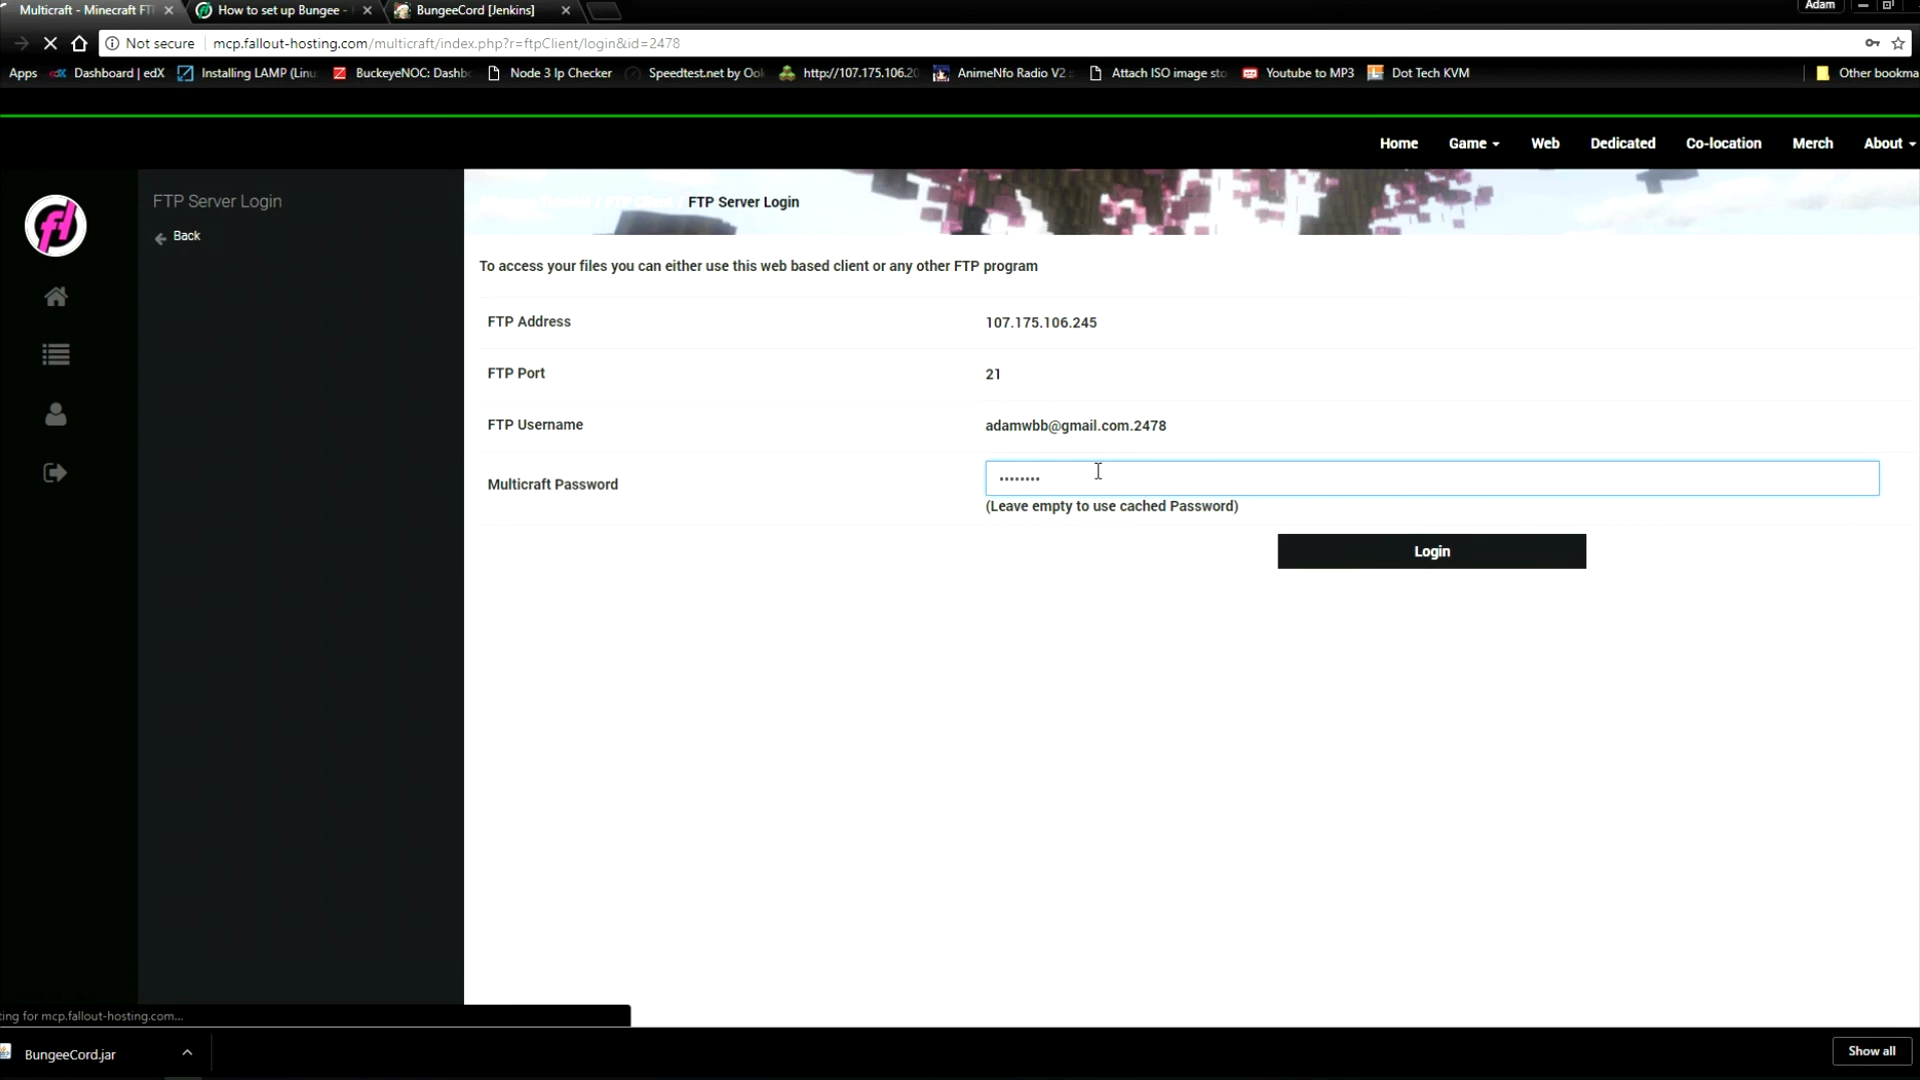 Multicraft - Minecraft FT
How to set up Bungee -
BungeeCord [Jenkins]
Adam
Not secure
mcp.fallout-hosting.com/multicraft/index.php?r=ftpClient/login&id=2478
Apps
Dashboard | edX
Installing LAMP (Linu
BuckeyeNOC: Dashb
Node 3 Ip Checker
Speedtest.net by Ook
http://107.175.106.20
AnimeNfo Radio V2
Attach ISO image sto
Youtube to MP3
Dot Tech KVM
Other bookma
Home
Game
Web
Dedicated
Co-location
Merch
About
FTP Server Login
Back
/ FTP Client / FTP Server Login
To access your files you can either use this web based client or any other FTP program
FTP Address
107.175.106.245
FTP Port
21
FTP Username
adamwbb@gmail.com.2478
Multicraft Password
••••••••
(Leave empty to use cached Password)
Login
ting for mcp.fallout-hosting.com...
BungeeCord.jar
Show all